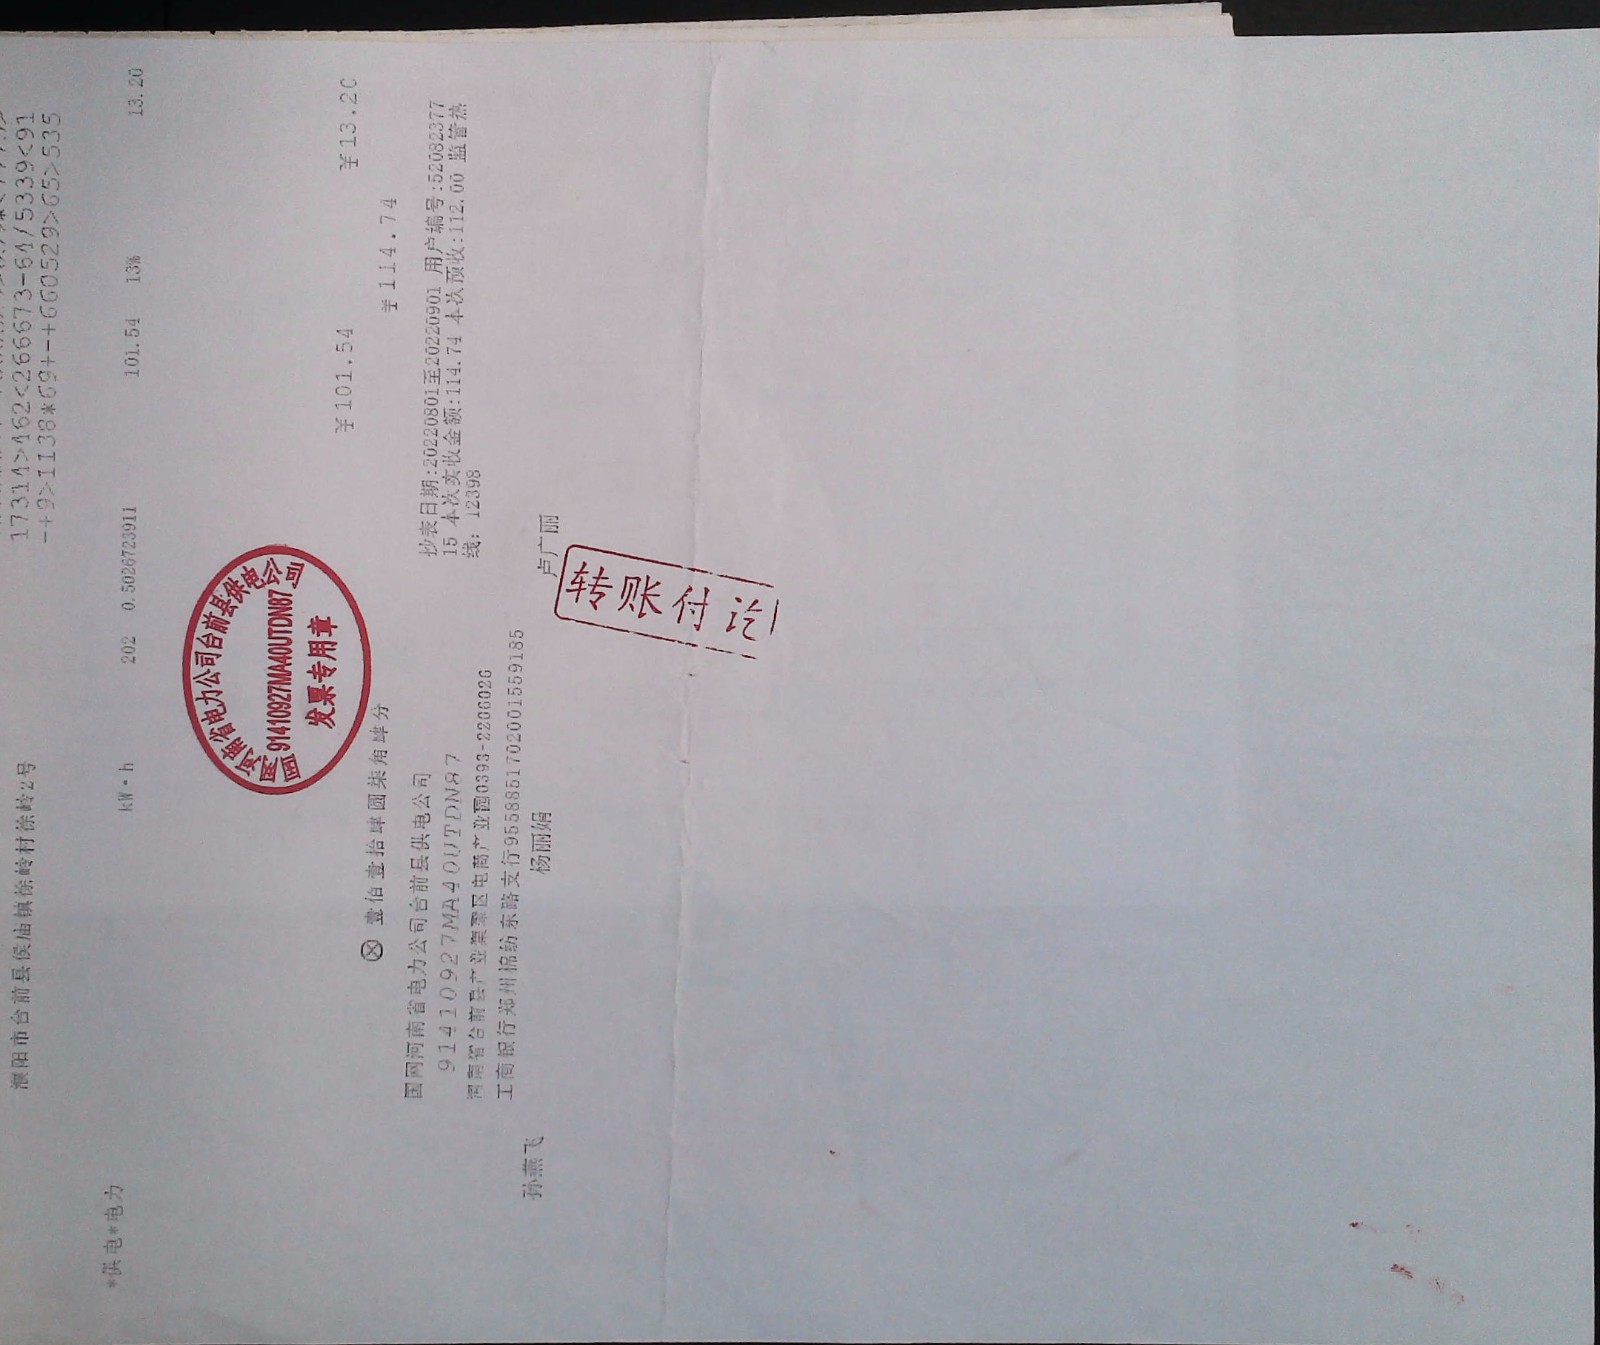 17314>462<266673-64/5339<91
濮阳市台前县侯庙镇徐岭村徐岭2号
-+9>1138*69+-+660529>65>535
*供电*电力 kW·h 202 0.5026723911 101.54 13% 13.20
国网河南省电力公司台前县供电公司
91410927MA40UTDN87
发票专用章
¥101.54 ¥13.20
ⓧ 壹佰壹拾肆圆柒角肆分 ¥114.74
国网河南省电力公司台前县供电公司
91410927MA40UTDN87
河南省台前县产业集聚区电商产业园0393-2206026
工商银行郑州棉纺东路支行9558851702001559185
抄表日期:20220801至20220901 用户编号:52082377
15 本次实收金额:114.74 本次预收:112.00 监管热
线: 12398
孙燕飞 杨丽娟 卢广丽
转账付讫